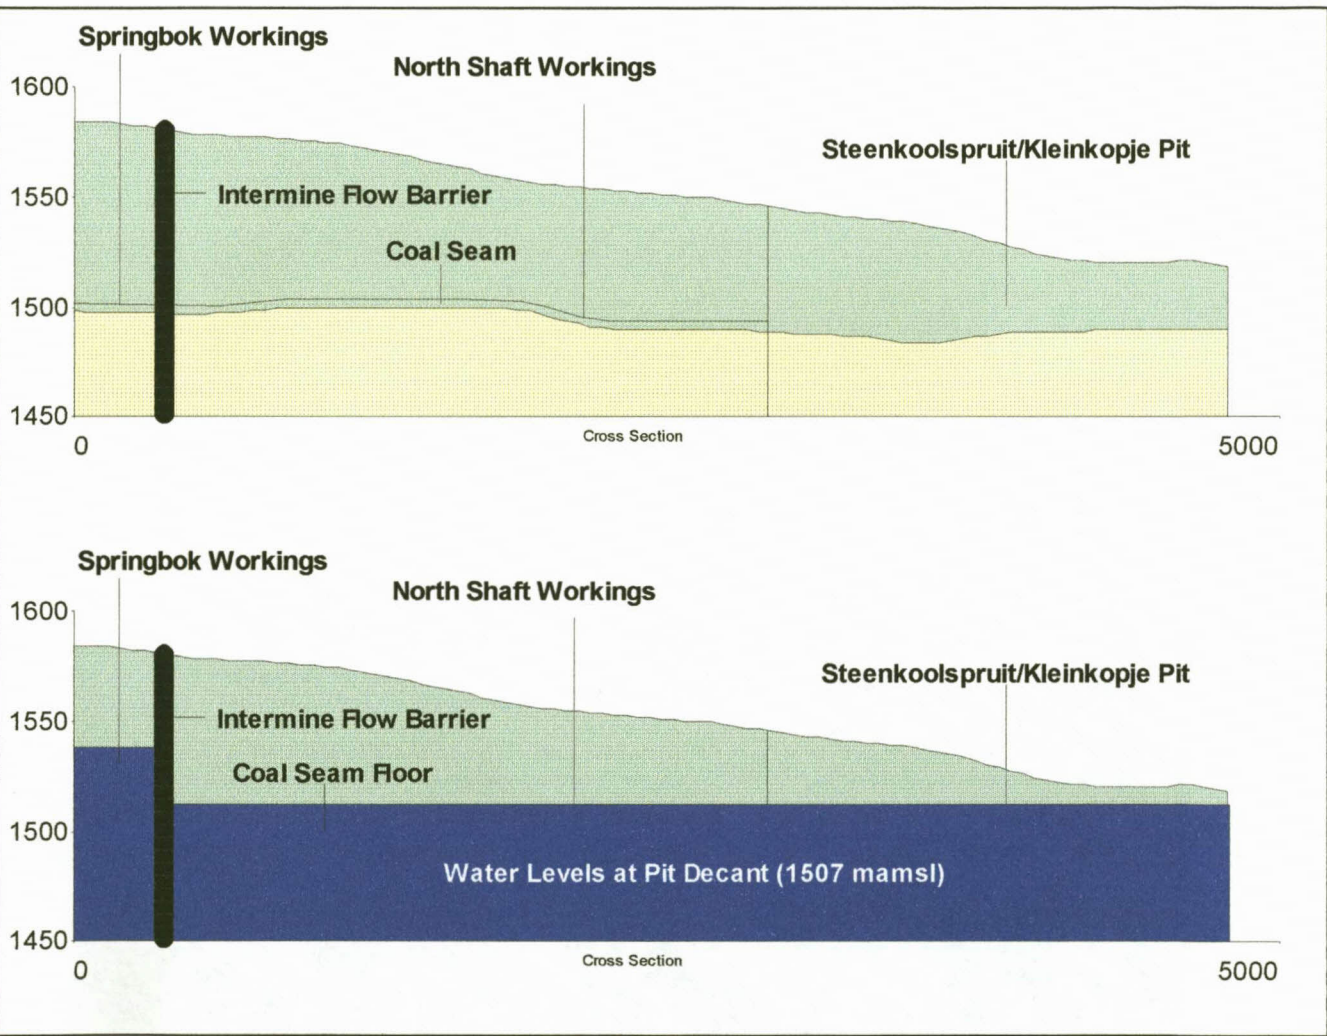 Springbok Workings
North Shaft Workings
1600
Steenkoolspruit/Kleinkopje Pit
1550
Intermine Flow Barrier
Coal Seam
1500
1450
0
Cross Section
5000
Springbok Workings
North Shaft Workings
1600
Steenkoolspruit/Kleinkopje Pit
1550
Intermine Flow Barrier
Coal Seam Floor
1500
Water Levels at Pit Decant (1507 mamsl)
1450
0
Cross Section
5000